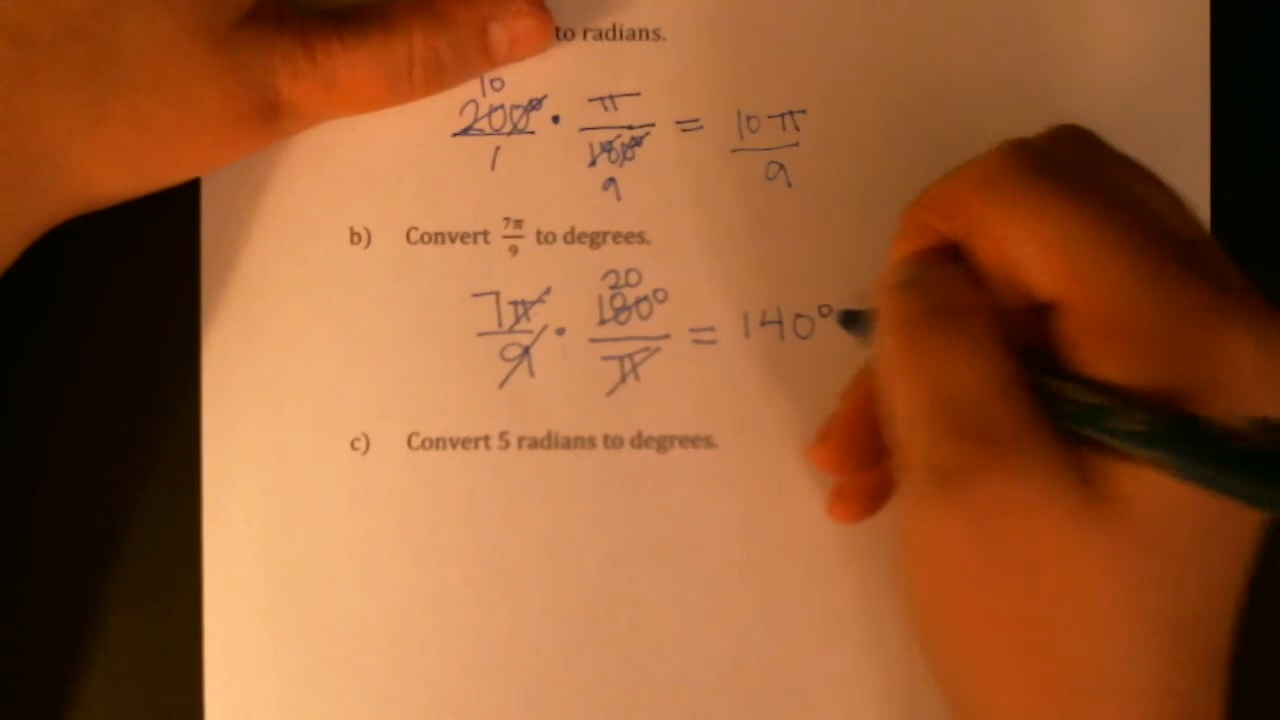 to radians.
10
200° · π = 10π
1 180° 9
9
b) Convert 7π/9 to degrees.
20
7π · 180° = 140°
9 π
c) Convert 5 radians to degrees.